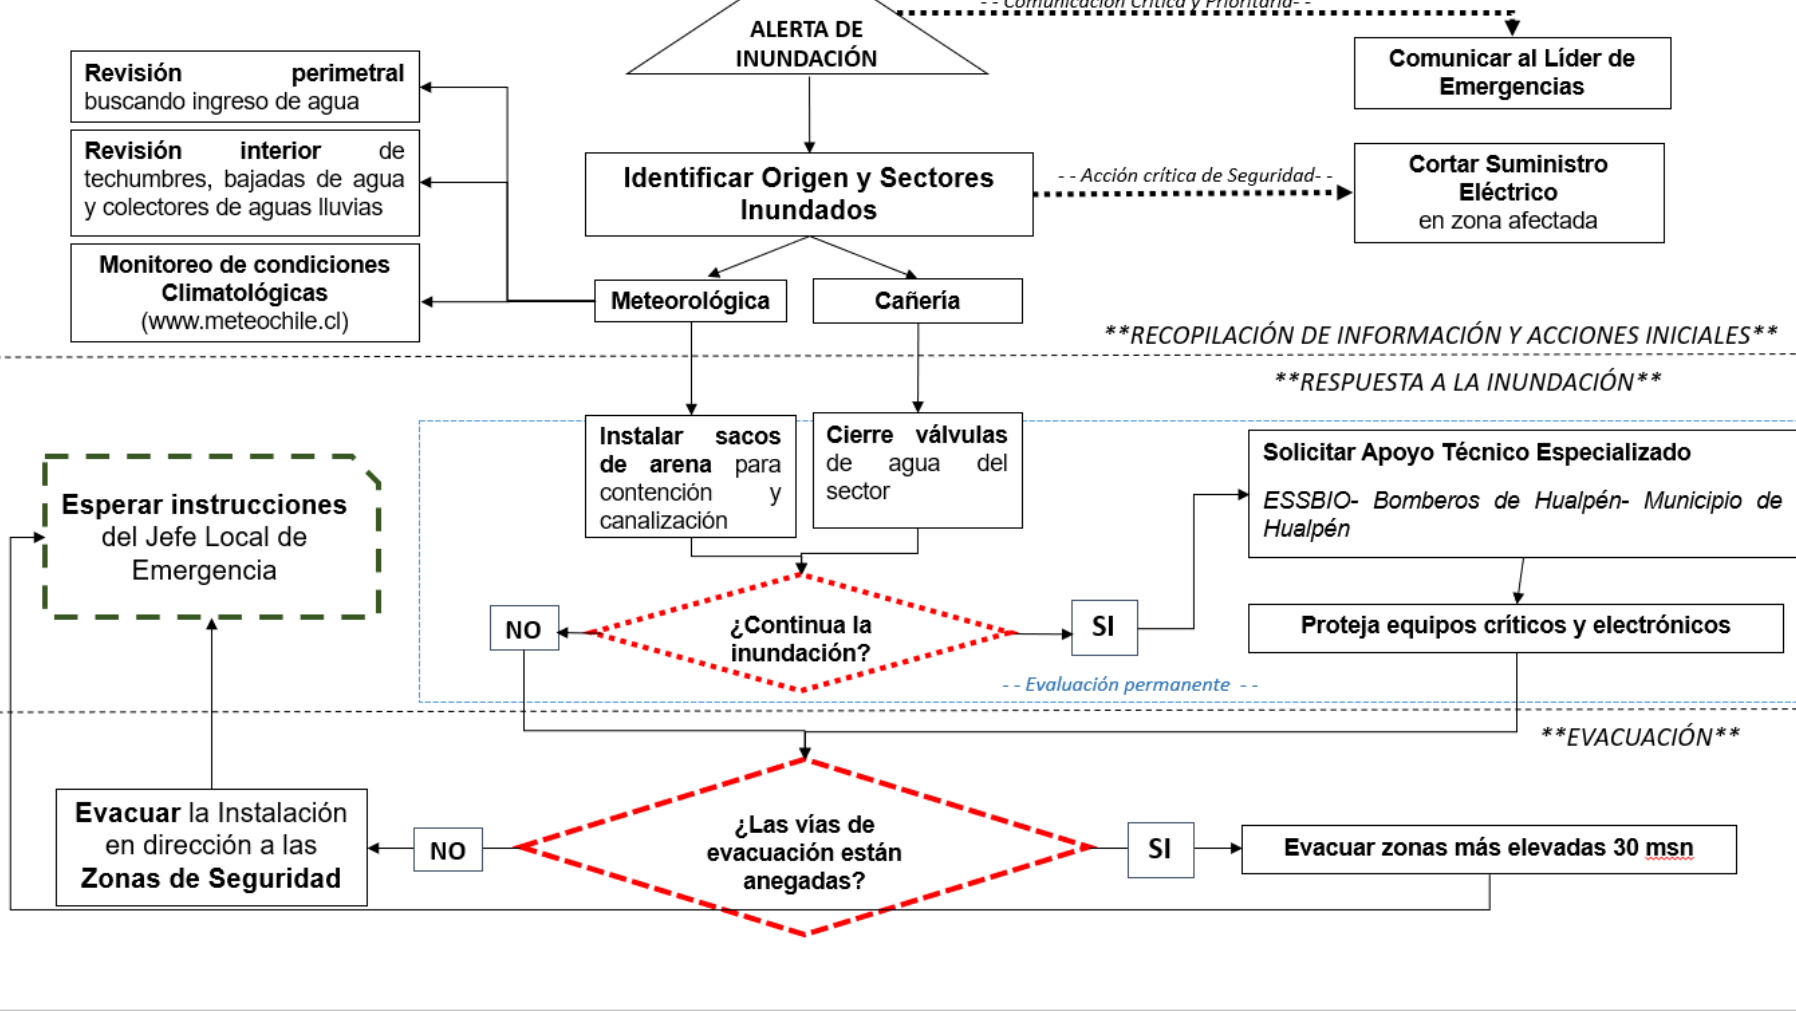 - - Comunicación Crítica y Prioritaria- -
ALERTA DE
INUNDACIÓN
Comunicar al Líder de
Emergencias
Revisión perimetral
buscando ingreso de agua
Revisión interior de
techumbres, bajadas de agua
y colectores de aguas lluvias
Monitoreo de condiciones
Climatológicas
(www.meteochile.cl)
Identificar Origen y Sectores
Inundados
- - Acción crítica de Seguridad- -
Cortar Suministro
Eléctrico
en zona afectada
Meteorológica
Cañería
**RECOPILACIÓN DE INFORMACIÓN Y ACCIONES INICIALES**
**RESPUESTA A LA INUNDACIÓN**
Instalar sacos
de arena para
contención y
canalización
Cierre válvulas
de agua del
sector
Solicitar Apoyo Técnico Especializado
ESSBIO- Bomberos de Hualpén- Municipio de
Hualpén
Esperar instrucciones
del Jefe Local de
Emergencia
NO
¿Continua la
inundación?
SI
Proteja equipos críticos y electrónicos
- - Evaluación permanente - -
**EVACUACIÓN**
Evacuar la Instalación
en dirección a las
Zonas de Seguridad
NO
¿Las vías de
evacuación están
anegadas?
SI
Evacuar zonas más elevadas 30 msn